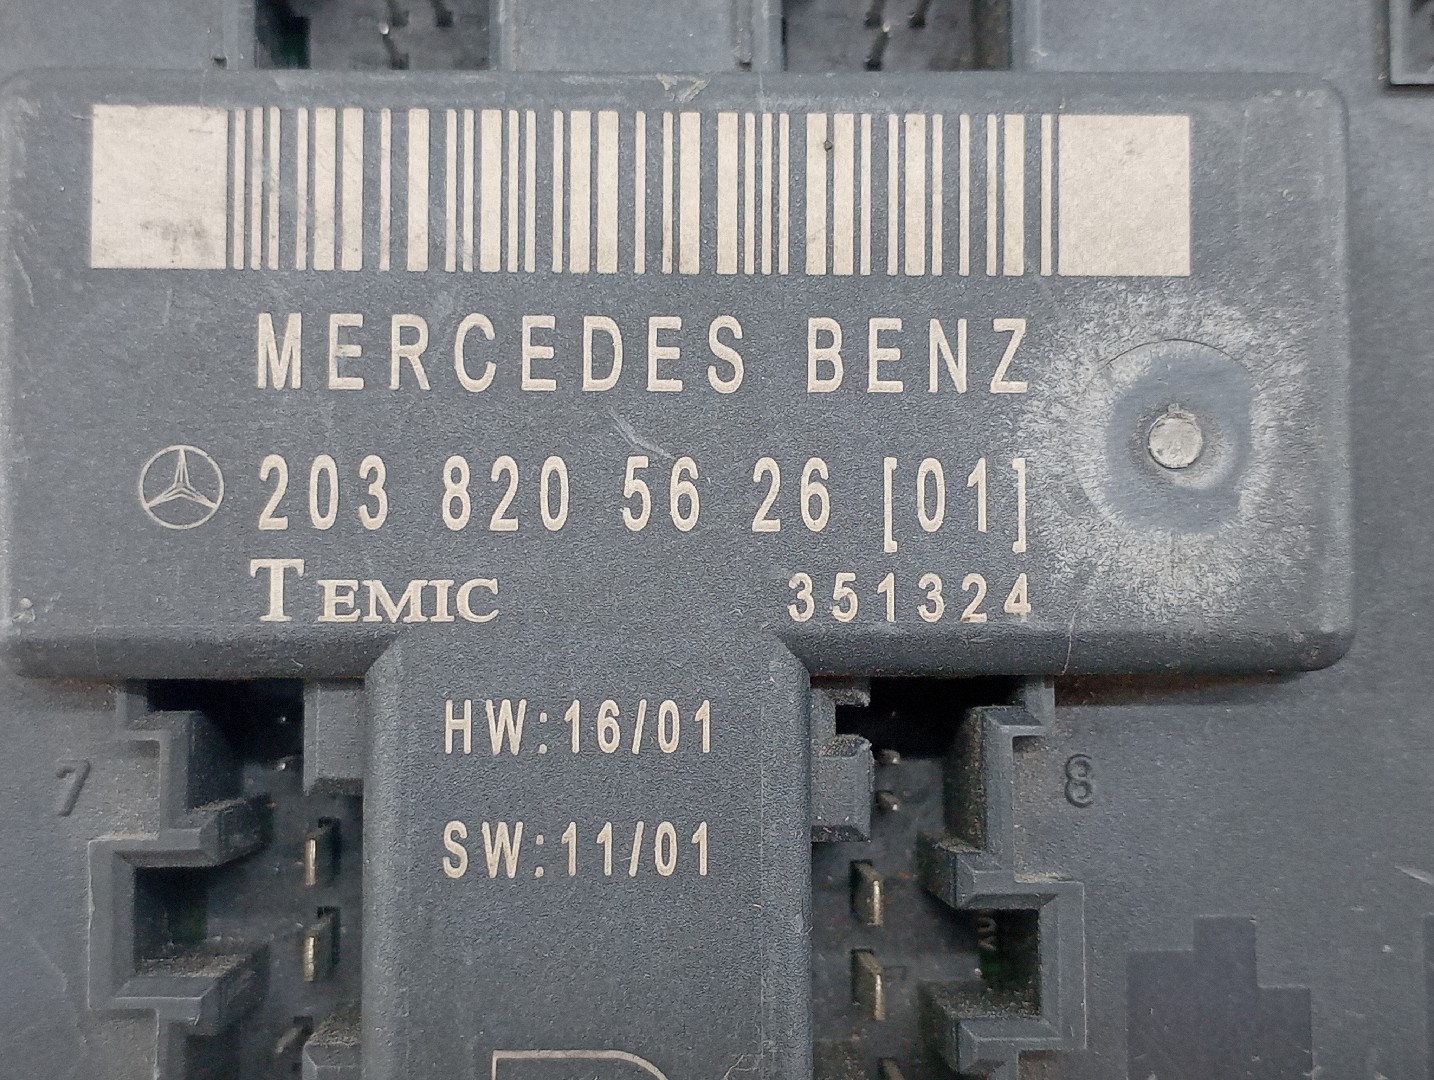 MERCEDES BENZ
203 820 56 26 [01]
TEMIC 351324
HW:16/01
SW:11/01
7
8